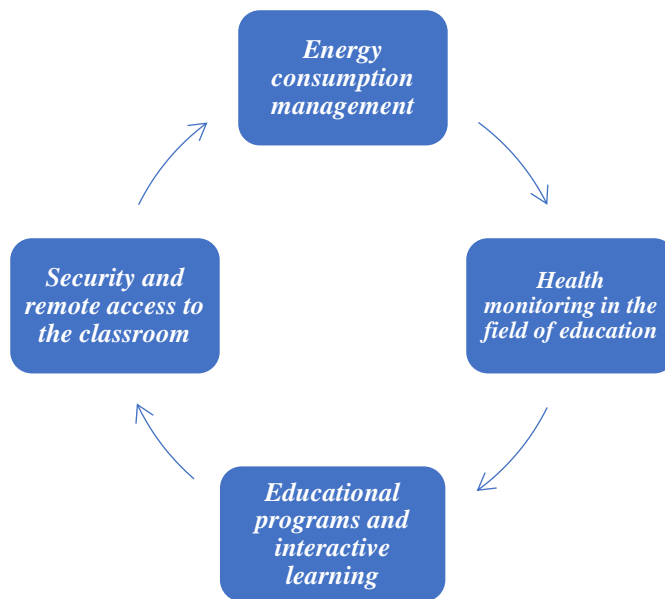 Energy
consumption
management
Health
monitoring in the
field of education
Educational
programs and
interactive
learning
Security and
remote access to
the classroom